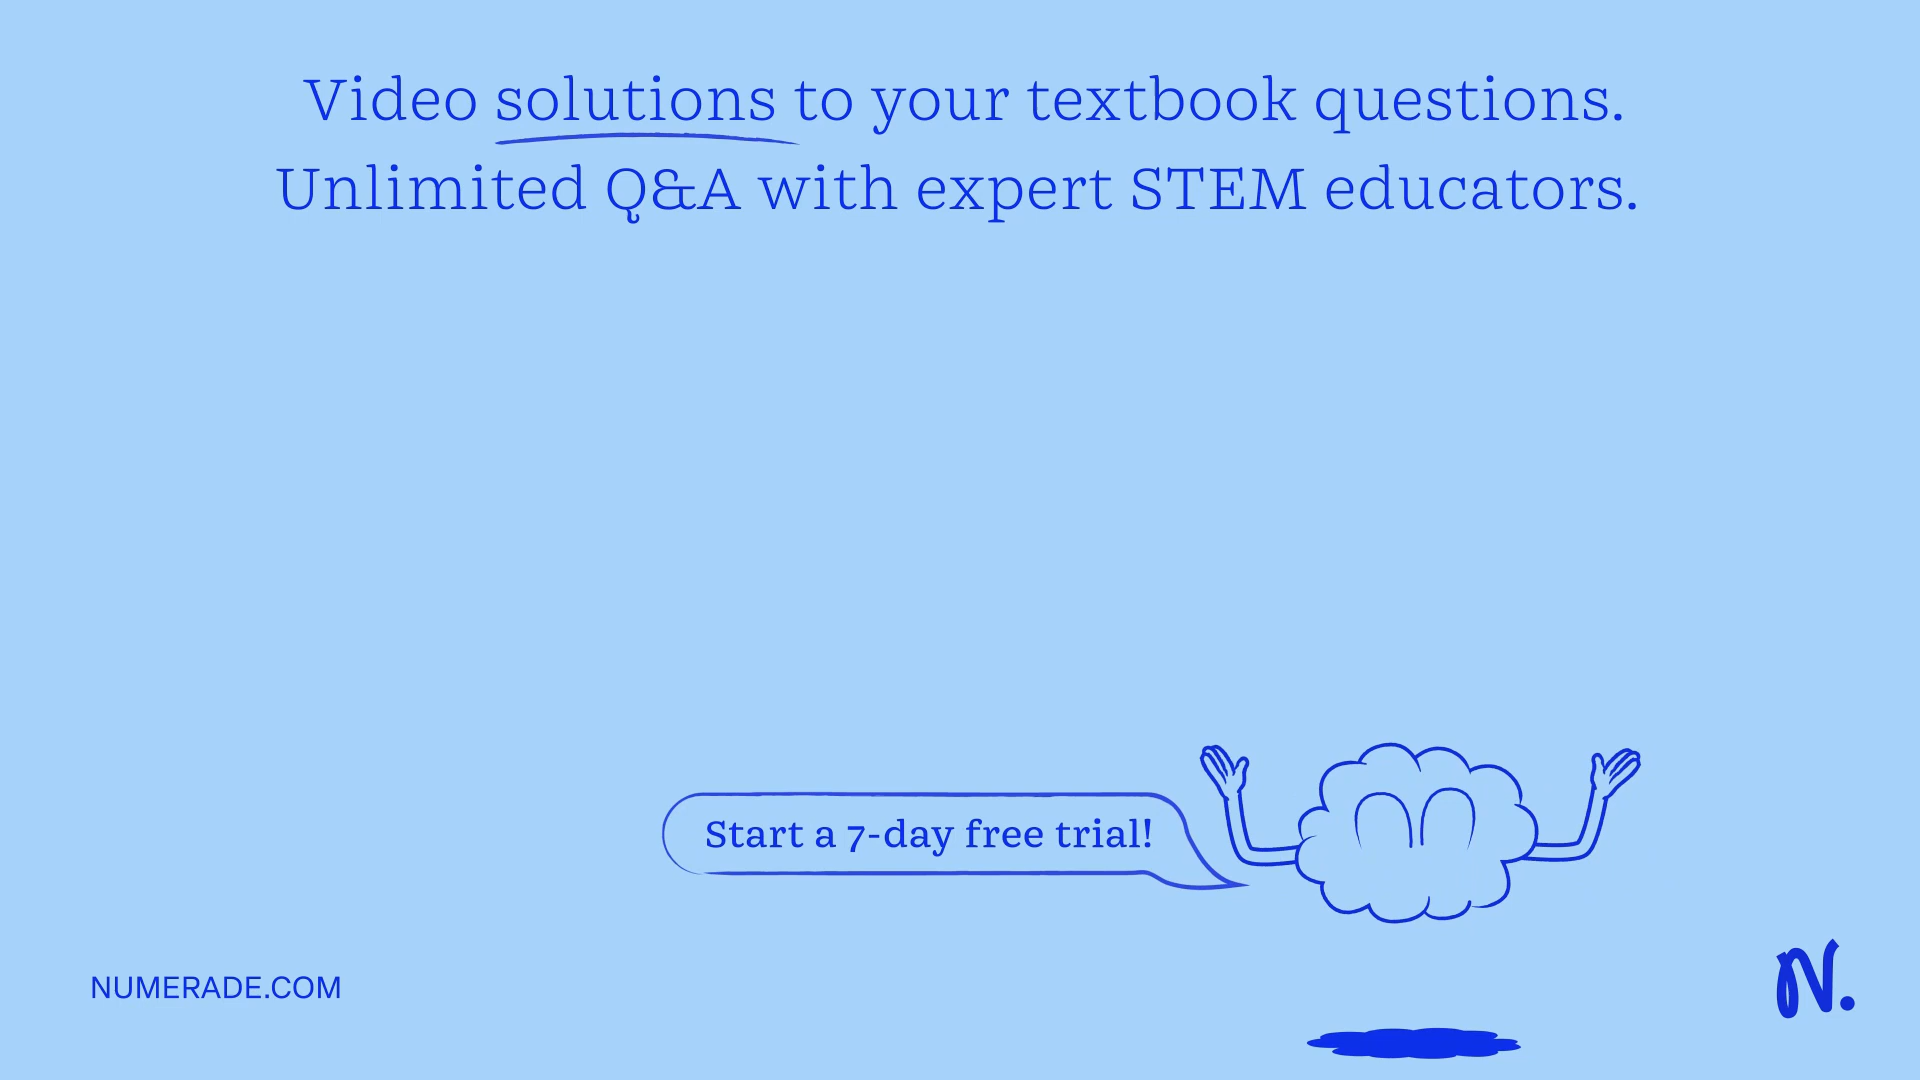 Video solutions to your textbook questions.
Unlimited Q&A with expert STEM educators.
Start a 7-day free trial!
NUMERADE.COM
N.